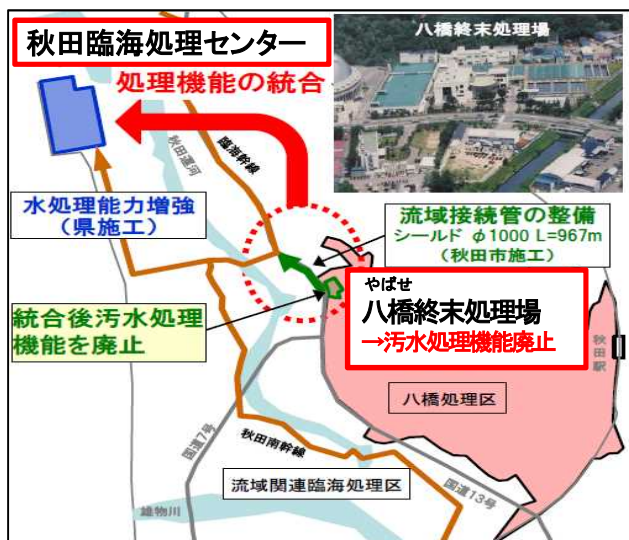 秋田臨海処理センター
八橋終末処理場
処理機能の統合
秋田運河
臨海幹線
水処理能力増強
(県施工)
流域接続管の整備
シールド φ1000 L=967m
(秋田市施工)
やばせ
八橋終末処理場
→汚水処理機能廃止
統合後汚水処理
機能を廃止
秋田駅
八橋処理区
国道7号
秋田南幹線
流域関連臨海処理区
国道13号
雄物川